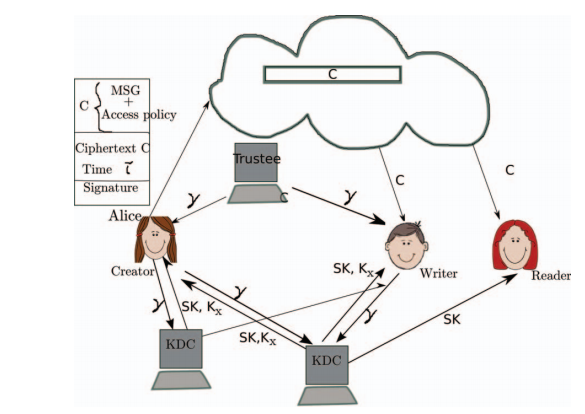 C
MSG
+
C
Access policy
Ciphertext C
Time τ̃
Signature
Trustee
C
γ
γ
C
C
Alice
Creator
Writer
Reader
SK, Kx
γ
SK, Kx
γ
γ
SK,Kx
SK
KDC
KDC